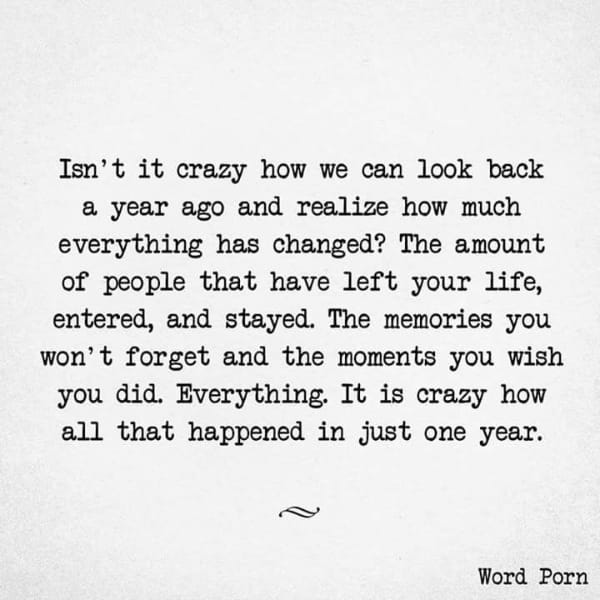 Isn't it crazy how we can look back
a year ago and realize how much
everything has changed? The amount
of people that have left your life,
entered, and stayed. The memories you
won't forget and the moments you wish
you did. Everything. It is crazy how
all that happened in just one year.
Word Porn